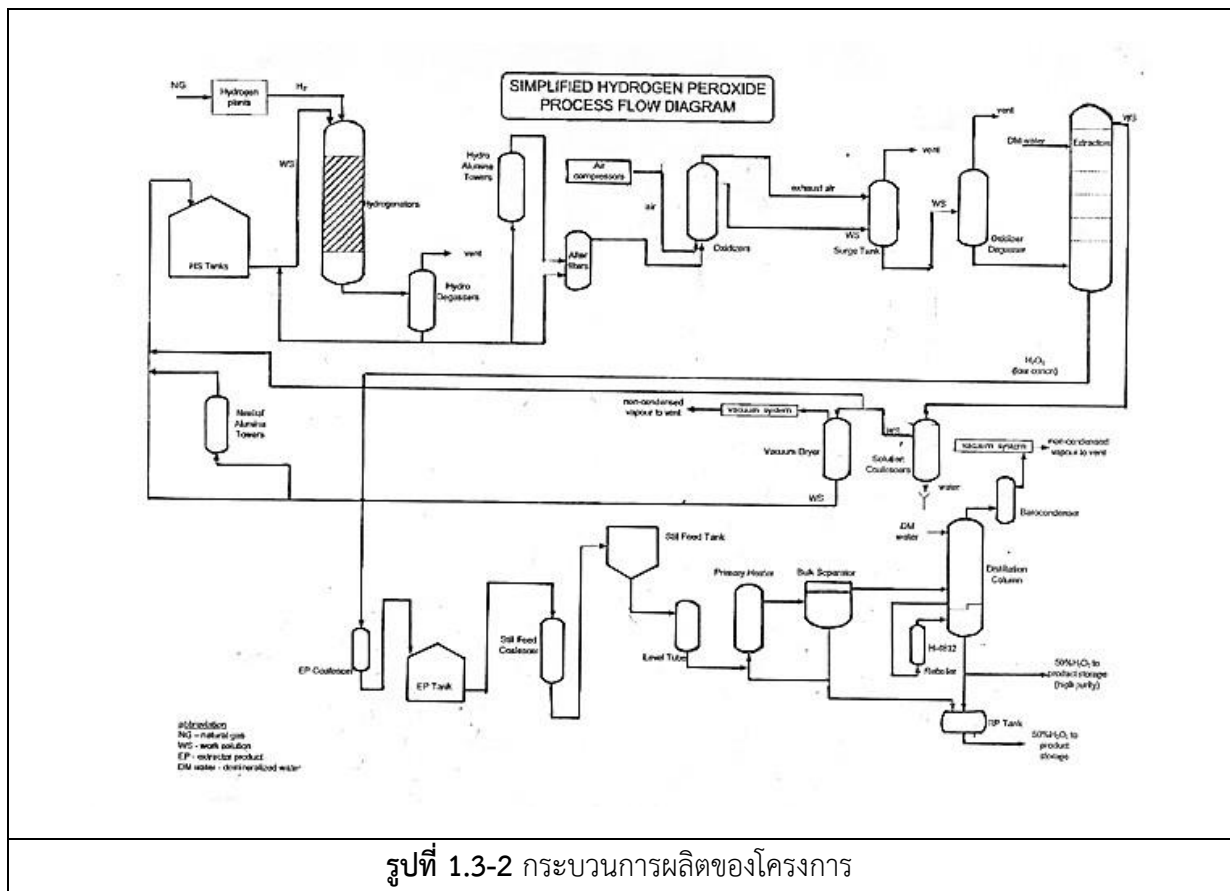 SIMPLIFIED HYDROGEN PEROXIDE
PROCESS FLOW DIAGRAM
NG
Hydrogen
plants
H₂
WS
Hydrogenators
HS Tanks
vent
Hydro
Degassers
Hydro
Alumina
Towers
After
filters
Air
compressors
air
Oxidizers
exhaust air
WS
vent
Surge Tank
WS
vent
Oxidizer
Degasser
DM water
Extractors
WS
H₂O₂
(low concn)
Neutral
Alumina
Towers
non-condensed
vapour to vent
vacuum system
Vacuum Dryer
WS
WS
Solution
Coalescers
water
vacuum system
non-condensed
vapour to vent
Barocondenser
DM
water
Distillation
Column
Still Feed Tank
Primary Heater
Bulk Separator
Level Tube
Still Feed
Coalescer
EP Coalescer
EP Tank
Reboiler
50%H₂O₂ to
product storage
(high purity)
Tank
50%H₂O₂ to
product
storage
abbreviation
NG - natural gas
WS - work solution
EP - extractor product
DM water - demineralized water
รูปที่ 1.3-2 กระบวนการผลิตของโครงการ